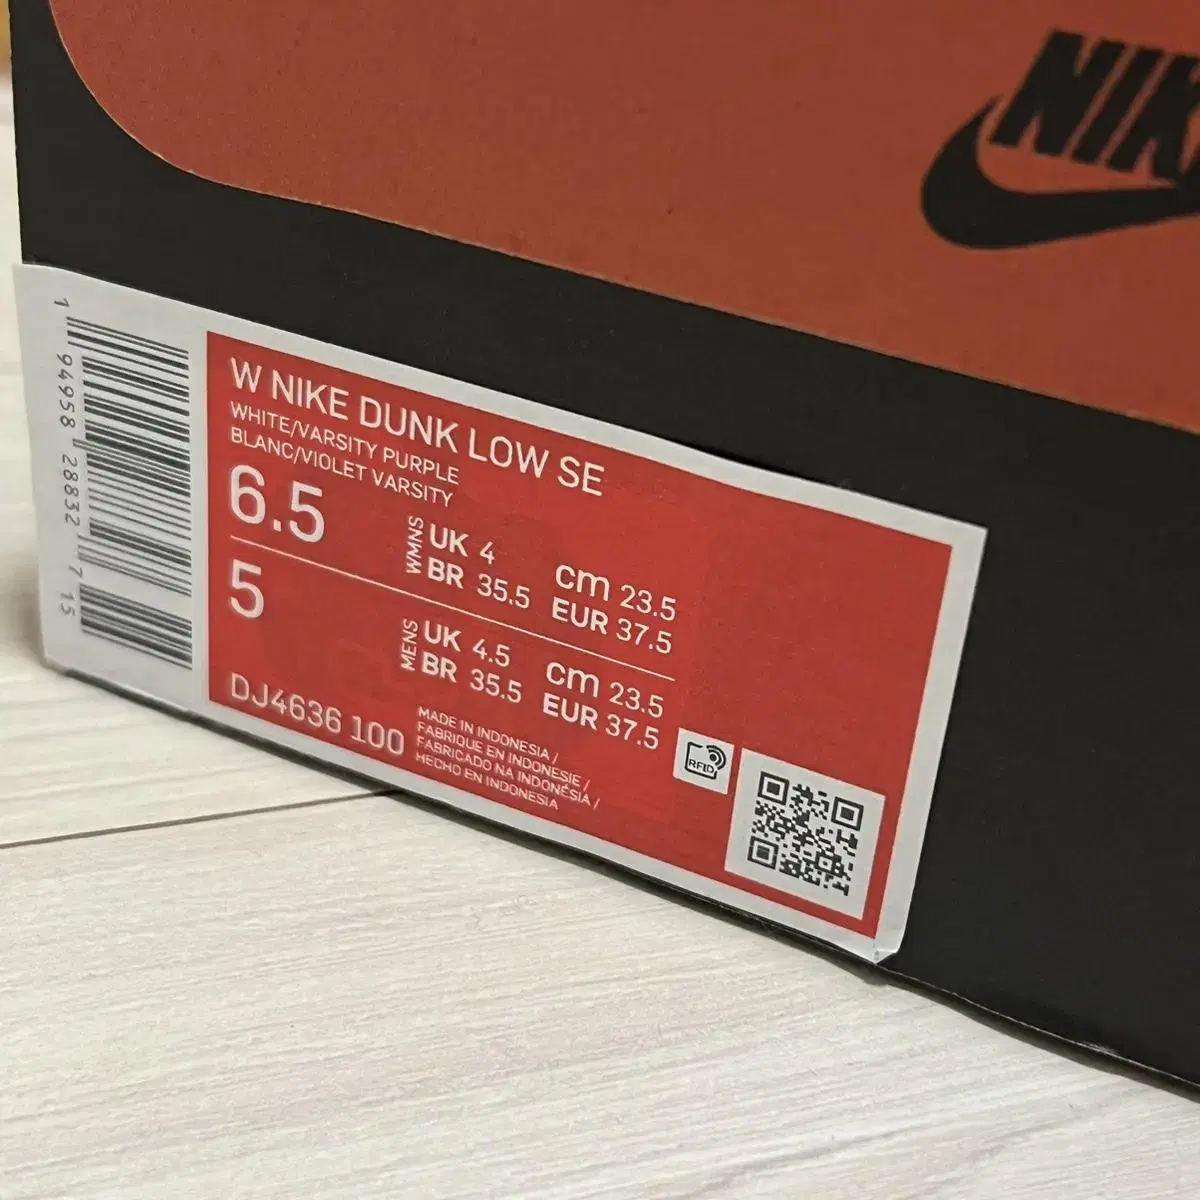 NIKE
1 94958 28832 7 15
W NIKE DUNK LOW SE
WHITE/VARSITY PURPLE
BLANC/VIOLET VARSITY
6.5
WMNS
UK 4
BR 35.5
cm 23.5
EUR 37.5
5
MENS
UK 4.5
BR 35.5
cm 23.5
EUR 37.5
DJ4636 100
MADE IN INDONESIA /
FABRIQUE EN INDONESIE /
FABRICADO NA INDONÉSIA /
HECHO EN INDONESIA
RFID